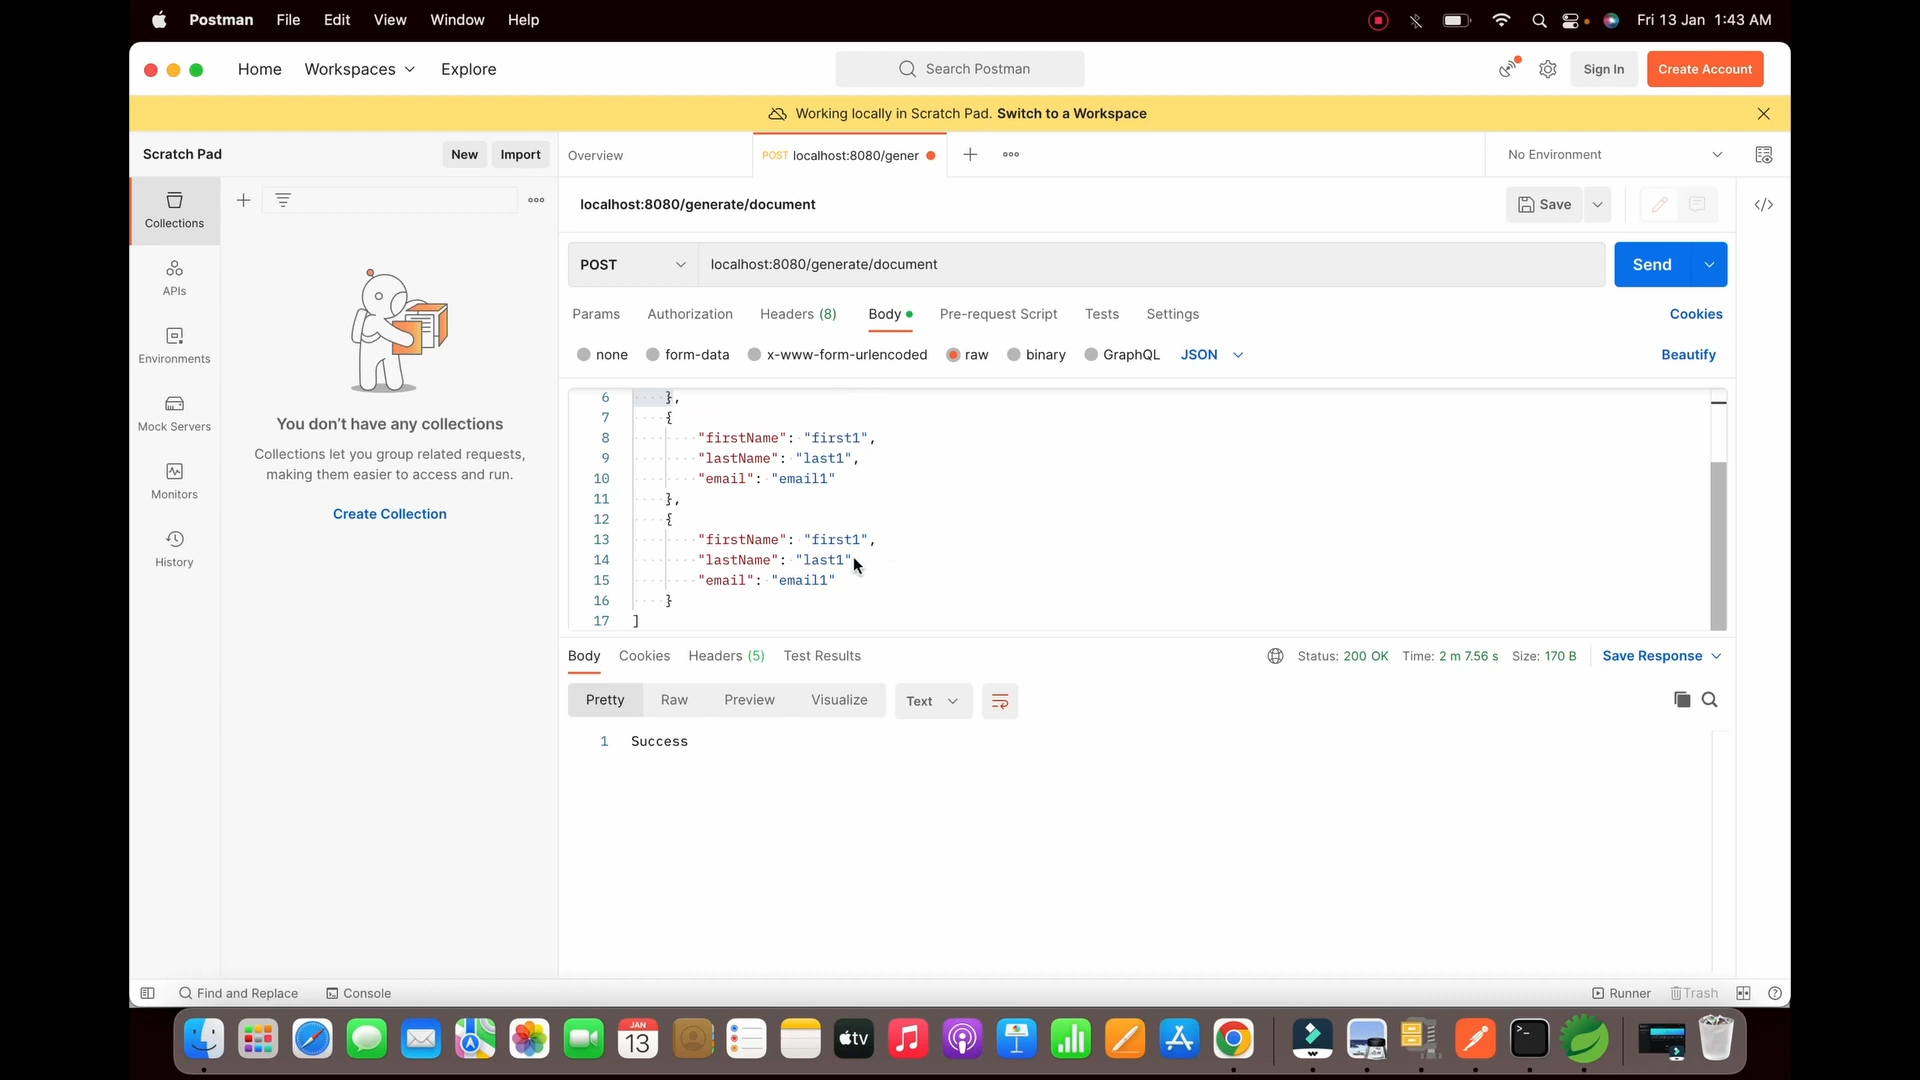 Postman File Edit View Window Help Fri 13 Jan 1:43 AM
Home Workspaces Explore Search Postman Sign In Create Account
Working locally in Scratch Pad. Switch to a Workspace
Scratch Pad New Import Overview POST localhost:8080/gener No Environment
Collections
APIs
Environments
Mock Servers
Monitors
History
You don't have any collections
Collections let you group related requests,
making them easier to access and run.
Create Collection
localhost:8080/generate/document Save
POST localhost:8080/generate/document Send
Params Authorization Headers (8) Body Pre-request Script Tests Settings Cookies
none form-data x-www-form-urlencoded raw binary GraphQL JSON Beautify
6 },
7 {
8 "firstName": "first1",
9 "lastName": "last1",
10 "email": "email1"
11 },
12 {
13 "firstName": "first1",
14 "lastName": "last1"
15 "email": "email1"
16 }
17 ]
Body Cookies Headers (5) Test Results Status: 200 OK Time: 2 m 7.56 s Size: 170 B Save Response
Pretty Raw Preview Visualize Text
1 Success
Find and Replace Console Runner Trash
JAN
13
tv